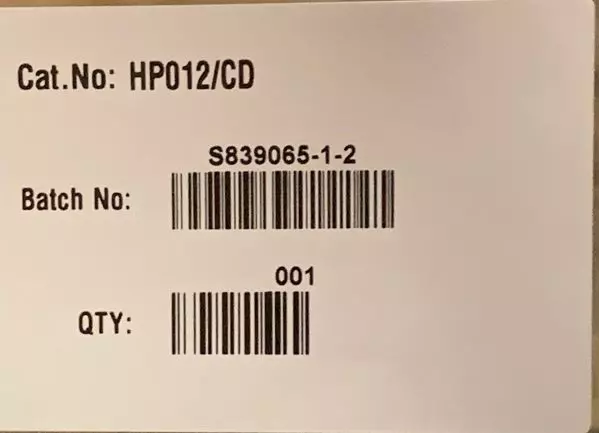 Cat.No: HP012/CD
S839065-1-2
Batch No:
001
QTY: